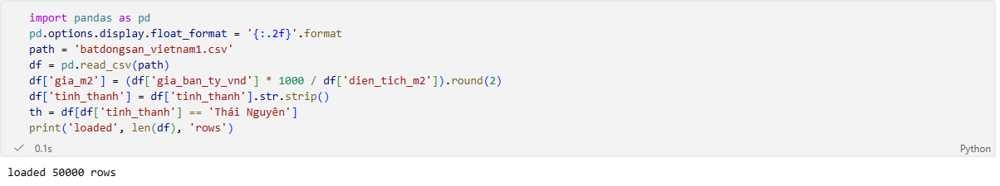 import pandas as pd
pd.options.display.float_format = '{:.2f}'.format
path = 'batdongsan_vietnam1.csv'
df = pd.read_csv(path)
df['gia_m2'] = (df['gia_ban_ty_vnd'] * 1000 / df['dien_tich_m2']).round(2)
df['tinh_thanh'] = df['tinh_thanh'].str.strip()
th = df[df['tinh_thanh'] == 'Thái Nguyên']
print('loaded', len(df), 'rows')
0.1s
Python
loaded 50000 rows